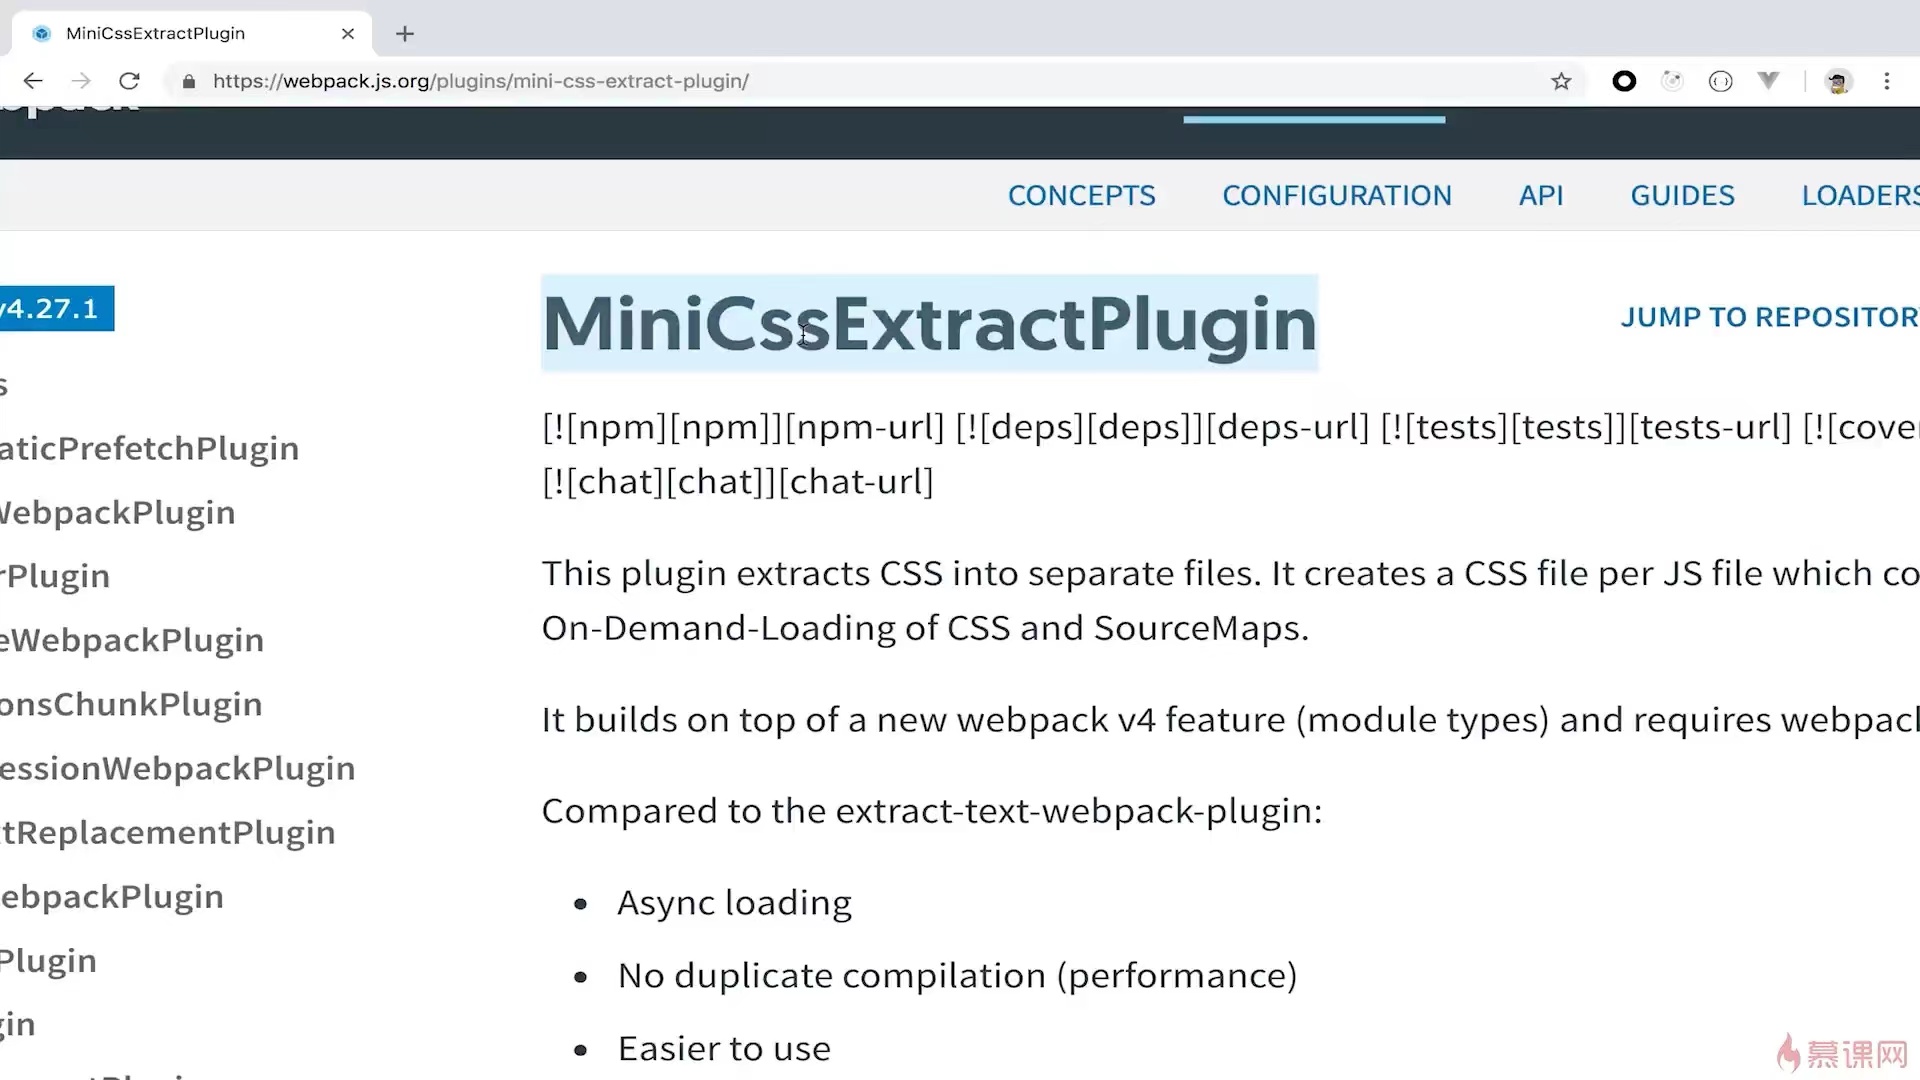 MiniCssExtractPlugin
https://webpack.js.org/plugins/mini-css-extract-plugin/
CONCEPTS CONFIGURATION API GUIDES LOADERS
v4.27.1
MiniCssExtractPlugin
JUMP TO REPOSITOR
[![npm][npm]][npm-url] [![deps][deps]][deps-url] [![tests][tests]][tests-url] [![cove
[![chat][chat]][chat-url]
This plugin extracts CSS into separate files. It creates a CSS file per JS file which co
On-Demand-Loading of CSS and SourceMaps.
It builds on top of a new webpack v4 feature (module types) and requires webpack
Compared to the extract-text-webpack-plugin:
• Async loading
• No duplicate compilation (performance)
• Easier to use
s
aticPrefetchPlugin
WebpackPlugin
rPlugin
eWebpackPlugin
onsChunkPlugin
essionWebpackPlugin
tReplacementPlugin
ebpackPlugin
Plugin
gin
慕课网